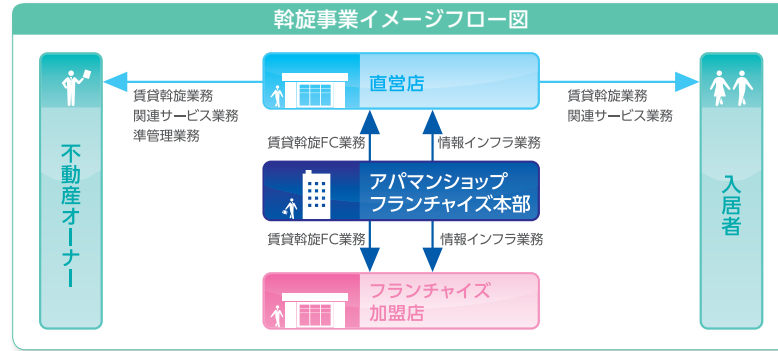 斡旋事業イメージフロー図
不動産オーナー
賃貸斡旋業務
関連サービス業務
準管理業務
直営店
賃貸斡旋業務
関連サービス業務
賃貸斡旋FC業務
情報インフラ業務
アパマンショップ
フランチャイズ本部
賃貸斡旋FC業務
情報インフラ業務
フランチャイズ
加盟店
入居者